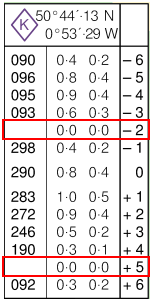 K 50°44´·13 N
0°53´·29 W
090 0·4 0·2 – 6
096 0·8 0·4 – 5
095 0·9 0·4 – 4
093 0·6 0·3 – 3
0·0 0·0 – 2
298 0·4 0·2 – 1
290 0·8 0·4 0
283 1·0 0·5 + 1
272 0·9 0·4 + 2
246 0·5 0·2 + 3
190 0·3 0·1 + 4
0·0 0·0 + 5
092 0·3 0·2 + 6